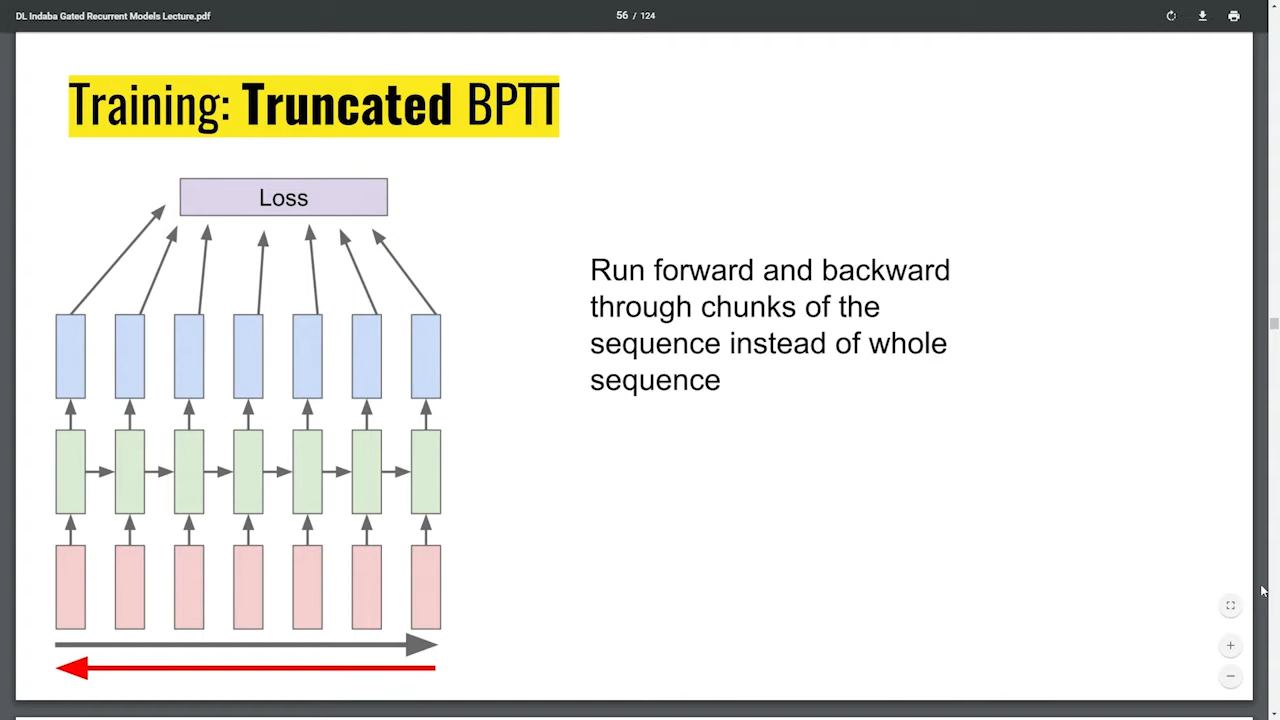 DL Indaba Gated Recurrent Models Lecture.pdf
56 / 124
Training: Truncated BPTT
Loss
Run forward and backward
through chunks of the
sequence instead of whole
sequence